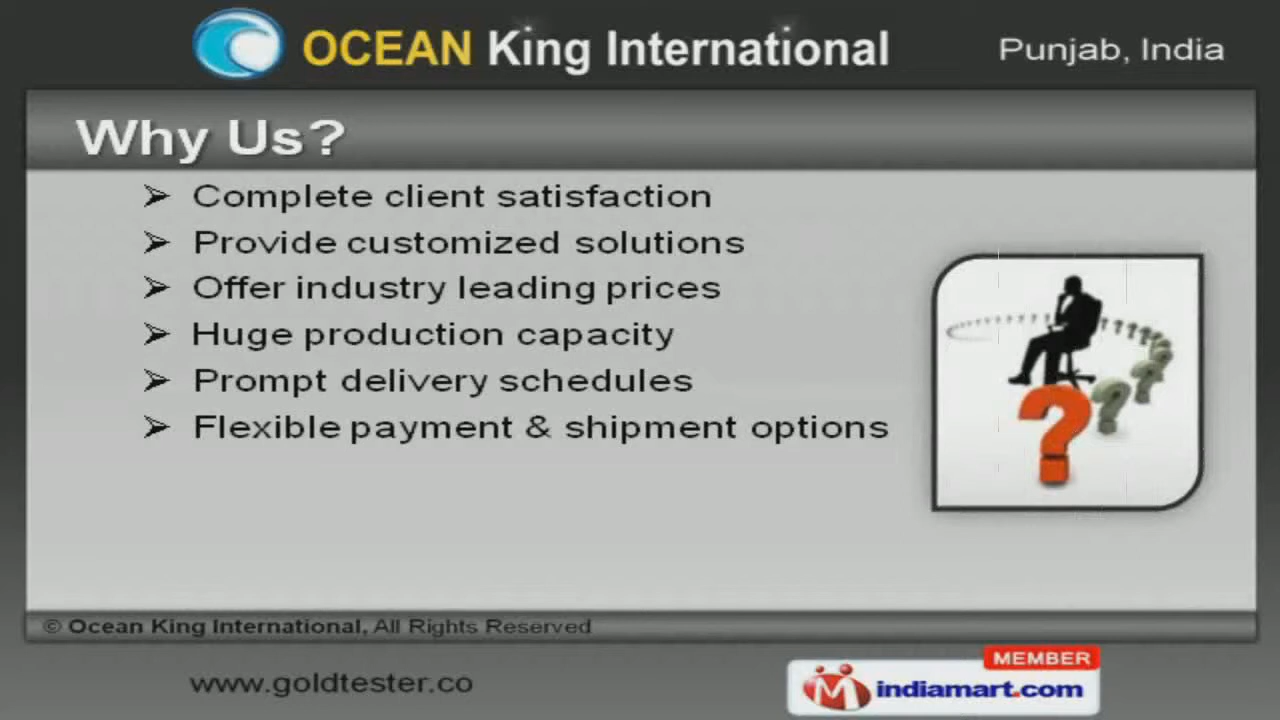 OCEAN King International
Punjab, India
Why Us?
➢ Complete client satisfaction
➢ Provide customized solutions
➢ Offer industry leading prices
➢ Huge production capacity
➢ Prompt delivery schedules
➢ Flexible payment & shipment options
© Ocean King International, All Rights Reserved
www.goldtester.co
MEMBER
indiamart.com